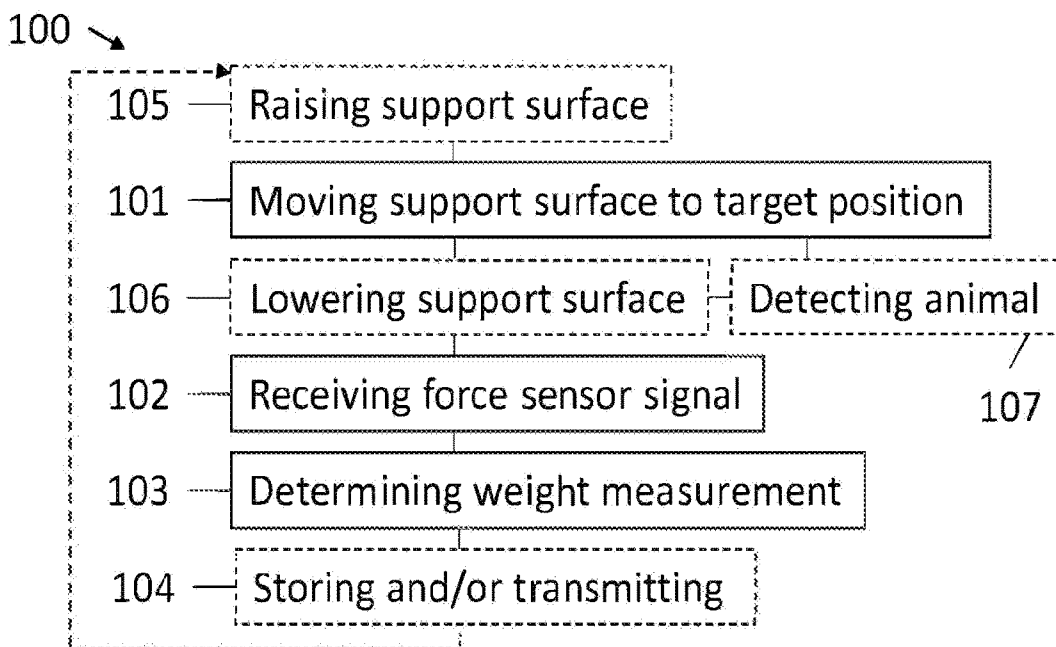 100
105 Raising support surface
101 Moving support surface to target position
106 Lowering support surface Detecting animal
102 Receiving force sensor signal
107
103 Determining weight measurement
104 Storing and/or transmitting